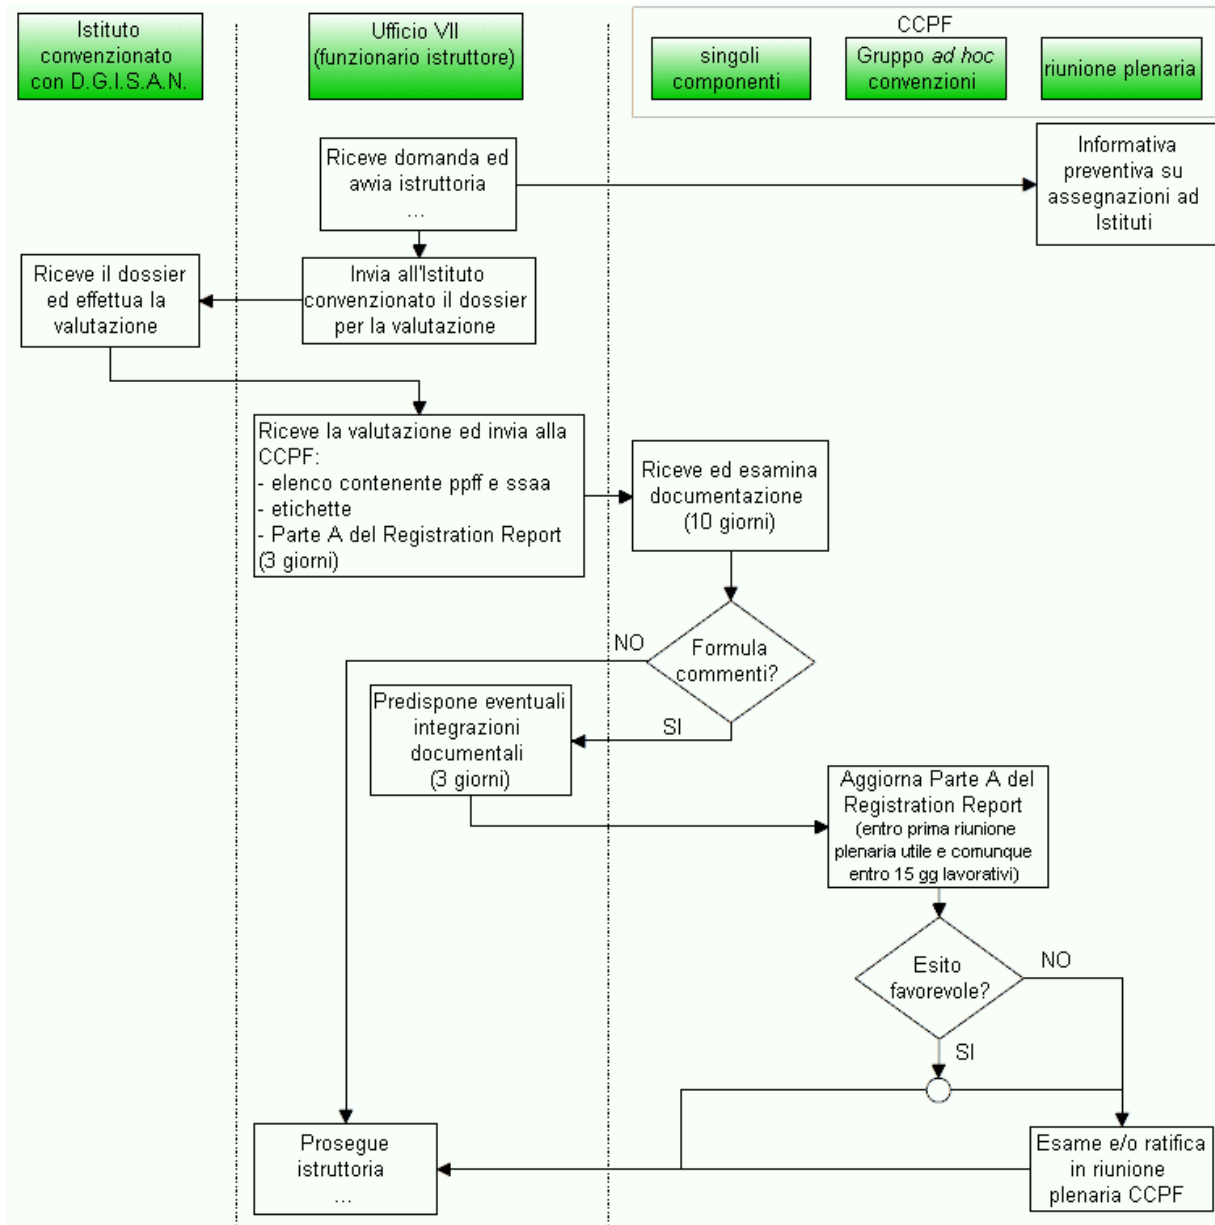 Istituto
convenzionato
con D.G.I.S.A.N.
Ufficio VII
(funzionario istruttore)
CCPF
singoli
componenti
Gruppo ad hoc
convenzioni
riunione plenaria
Riceve domanda ed
avvia istruttoria
...
Informativa
preventiva su
assegnazioni ad
Istituti
Riceve il dossier
ed effettua la
valutazione
Invia all'Istituto
convenzionato il dossier
per la valutazione
Riceve la valutazione ed invia alla
CCPF:
- elenco contenente ppff e ssaa
- etichette
- Parte A del Registration Report
(3 giorni)
Riceve ed esamina
documentazione
(10 giorni)
NO
Formula
commenti?
SI
Predispone eventuali
integrazioni
documentali
(3 giorni)
Aggiorna Parte A del
Registration Report
(entro prima riunione
plenaria utile e comunque
entro 15 gg lavorativi)
Esito
favorevole?
NO
SI
Prosegue
istruttoria
...
Esame e/o ratifica
in riunione
plenaria CCPF